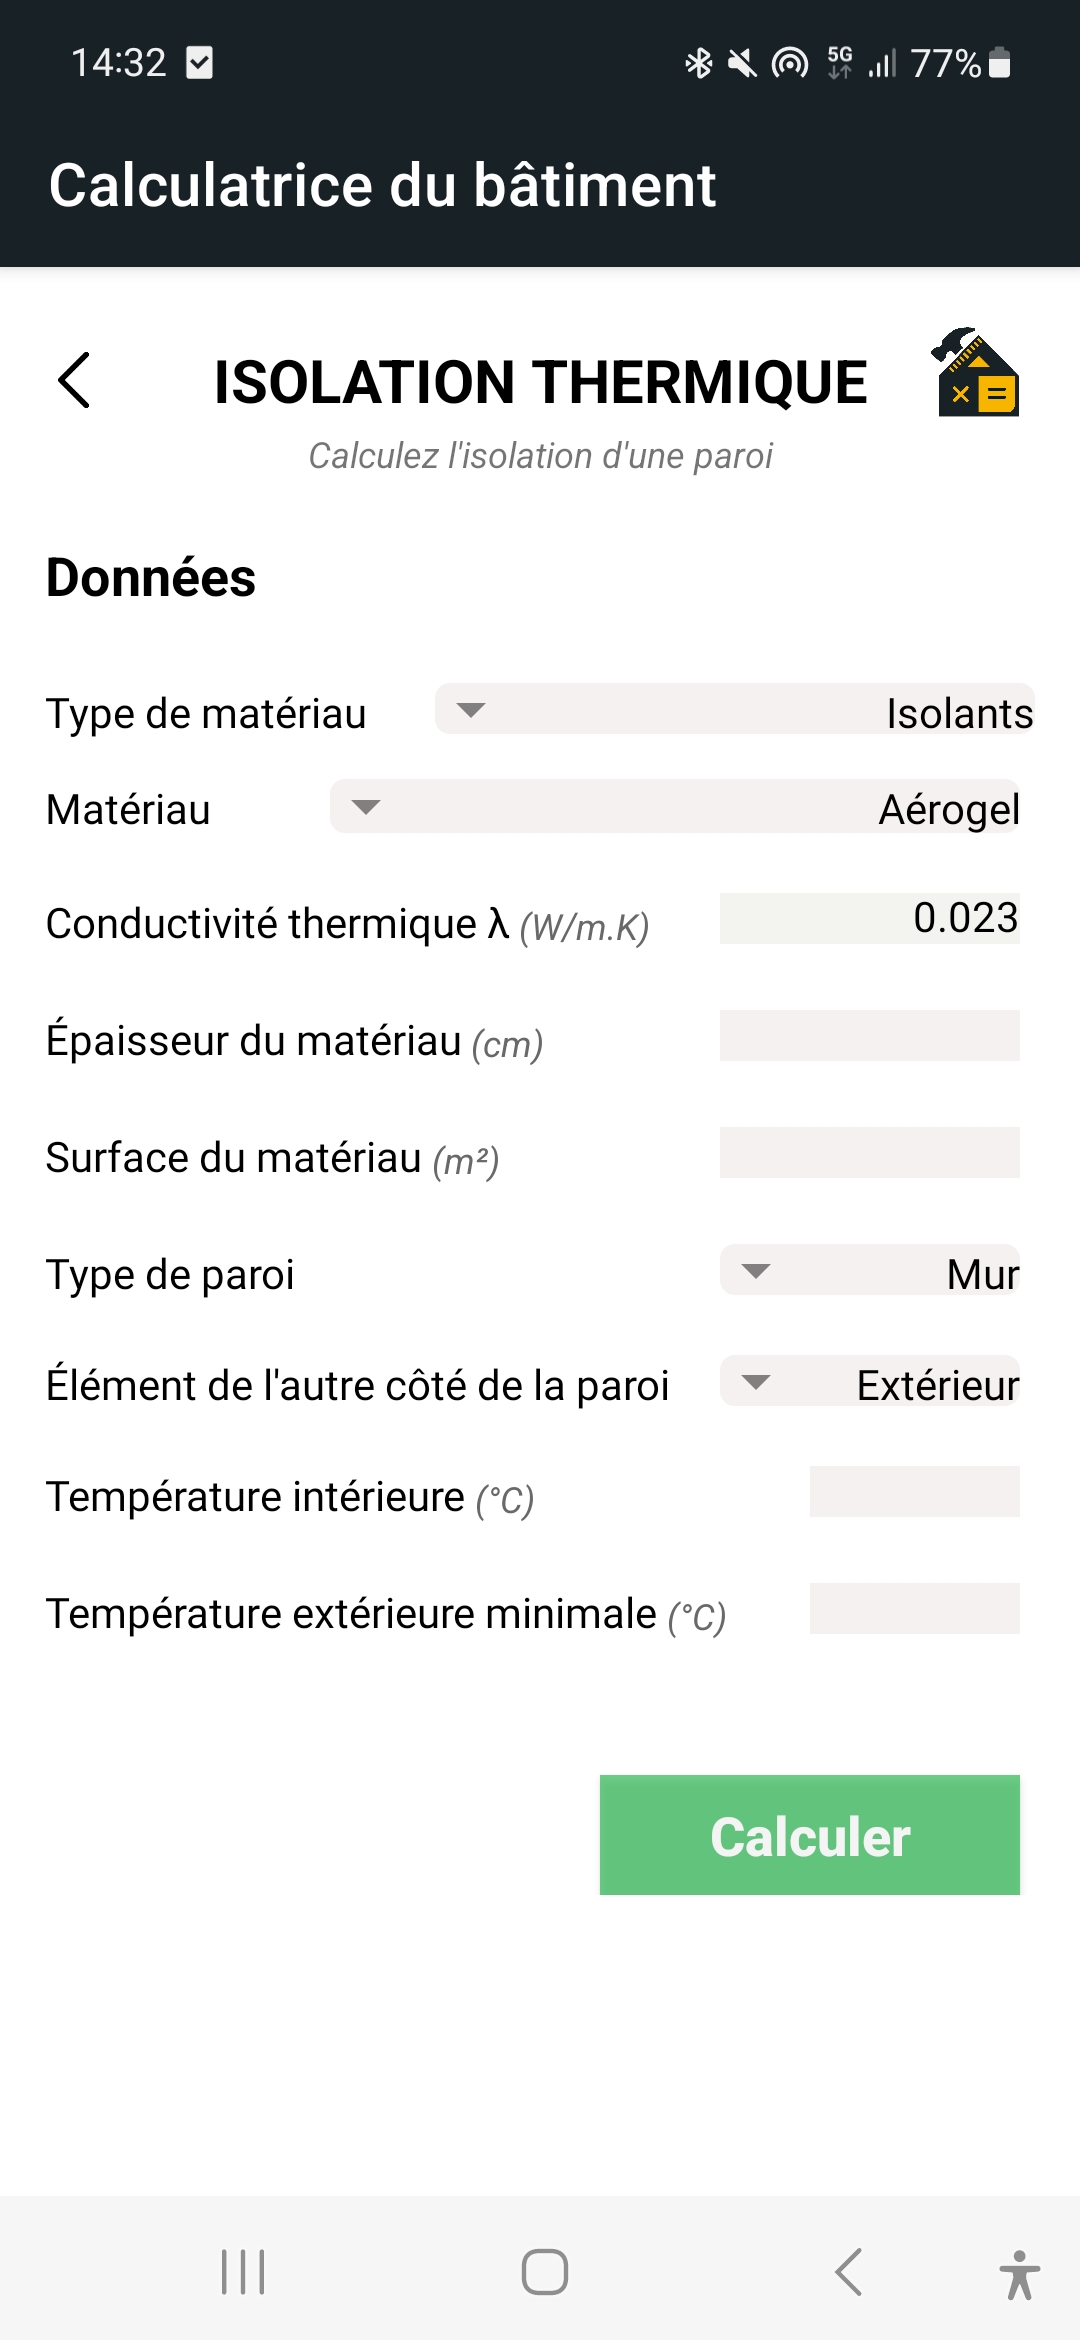 14:32 5G 77%
Calculatrice du bâtiment
ISOLATION THERMIQUE
Calculez l'isolation d'une paroi
Données
Type de matériau Isolants
Matériau Aérogel
Conductivité thermique λ (W/m.K) 0.023
Épaisseur du matériau (cm)
Surface du matériau (m²)
Type de paroi Mur
Élément de l'autre côté de la paroi Extérieur
Température intérieure (°C)
Température extérieure minimale (°C)
Calculer